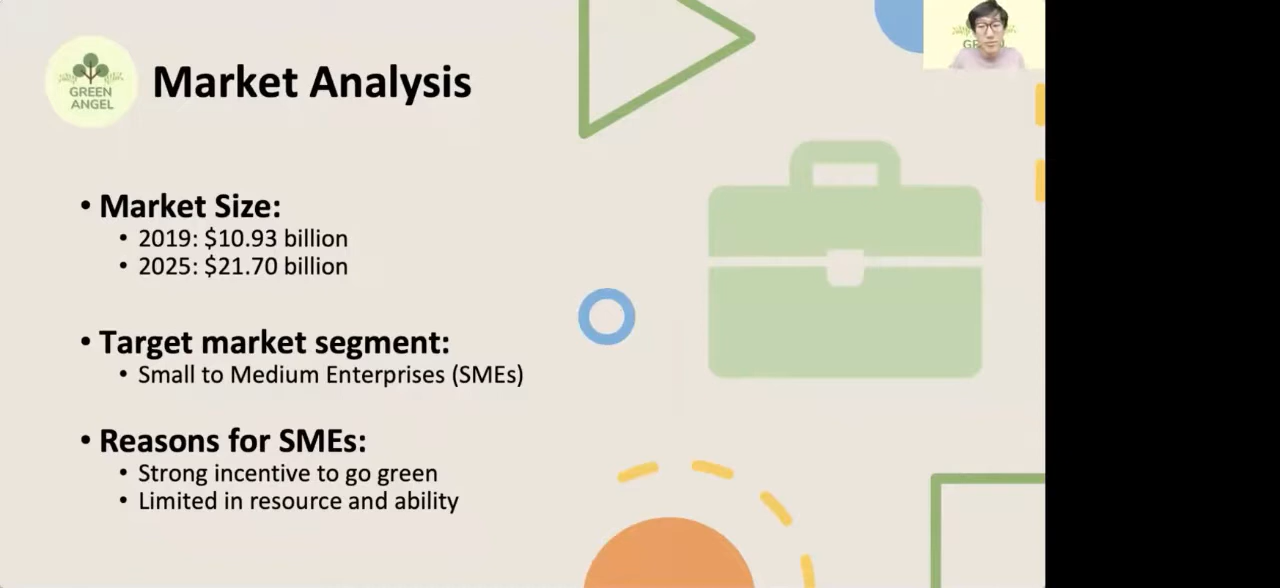 GREEN
ANGEL
Market Analysis
• Market Size:
• 2019: $10.93 billion
• 2025: $21.70 billion
• Target market segment:
• Small to Medium Enterprises (SMEs)
• Reasons for SMEs:
• Strong incentive to go green
• Limited in resource and ability